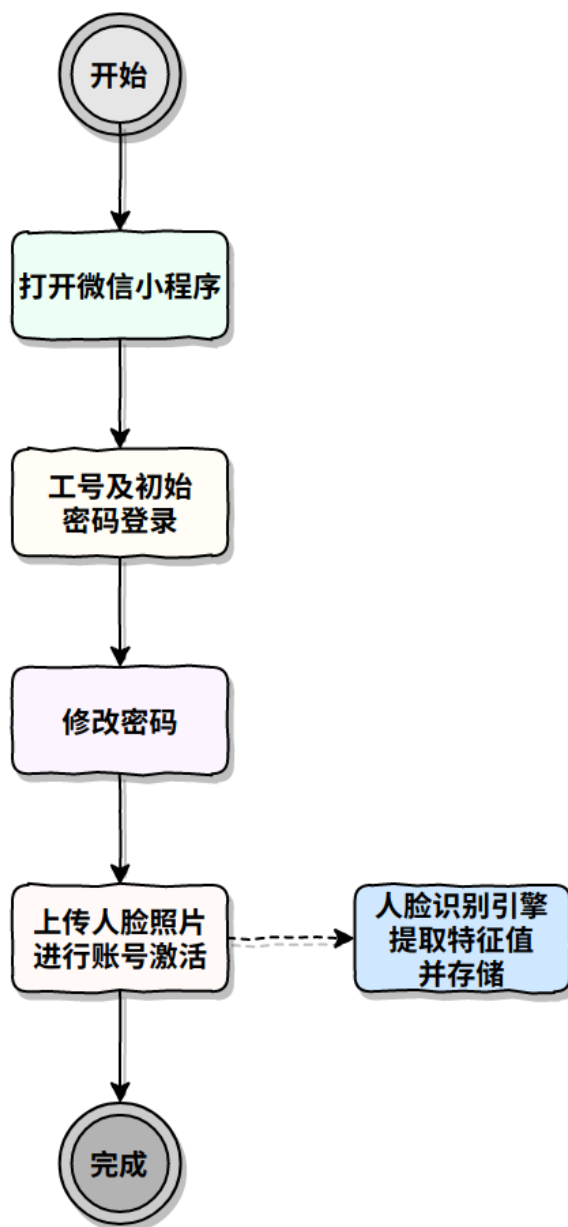 开始
打开微信小程序
工号及初始
密码登录
修改密码
上传人脸照片
进行账号激活
人脸识别引擎
提取特征值
并存储
完成